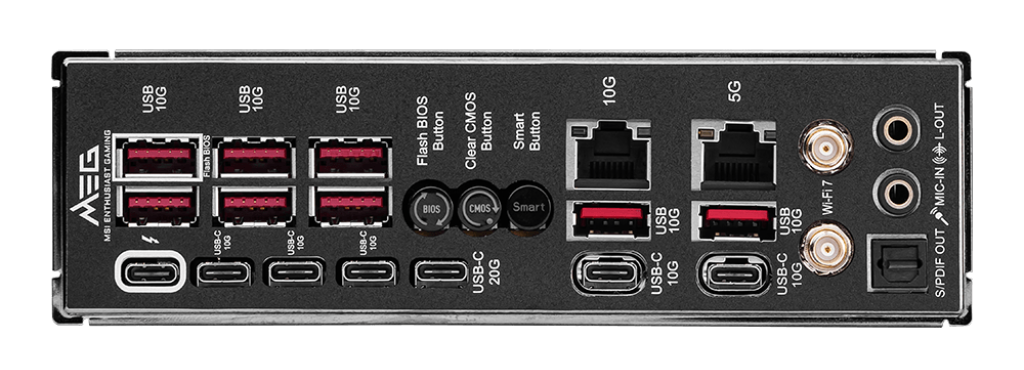 MEG
MSI ENTHUSIAST GAMING
USB
10G
USB
10G
USB
10G
Flash BIOS
Flash BIOS
Button
Clear CMOS
Button
Smart
Button
10G
5G
BIOS
CMOS
Smart
USB
10G
USB
10G
Wi-Fi 7
L-OUT
MIC-IN
S/PDIF OUT
USB-C
10G
USB-C
10G
USB-C
10G
USB-C
20G
USB-C
10G
USB-C
10G